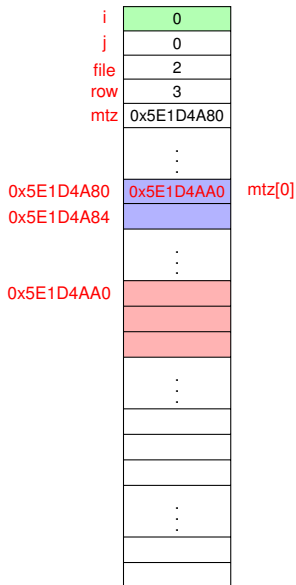 i 0
j 0
file 2
row 3
mtz 0x5E1D4A80
0x5E1D4A80 0x5E1D4AA0 mtz[0]
0x5E1D4A84
0x5E1D4AA0